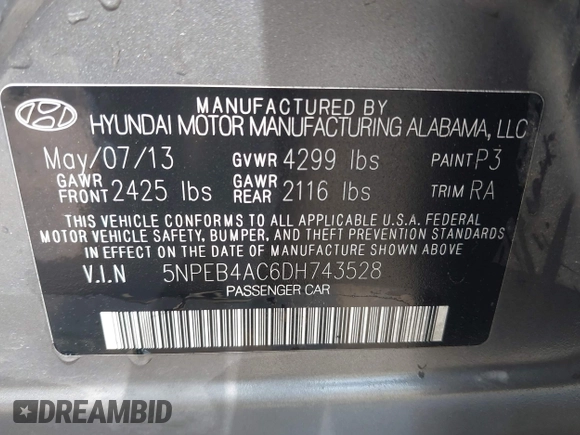 MANUFACTURED BY
HYUNDAI MOTOR MANUFACTURING ALABAMA, LLC
May/07/13 GVWR 4299 lbs PAINT P3
GAWR FRONT 2425 lbs GAWR REAR 2116 lbs TRIM RA
THIS VEHICLE CONFORMS TO ALL APPLICABLE U.S.A. FEDERAL
MOTOR VEHICLE SAFETY, BUMPER, AND THEFT PREVENTION STANDARDS
IN EFFECT ON THE DATE OF MANUFACTURE SHOWN ABOVE.
V.I.N 5NPEB4AC6DH743528
PASSENGER CAR
DREAMBID